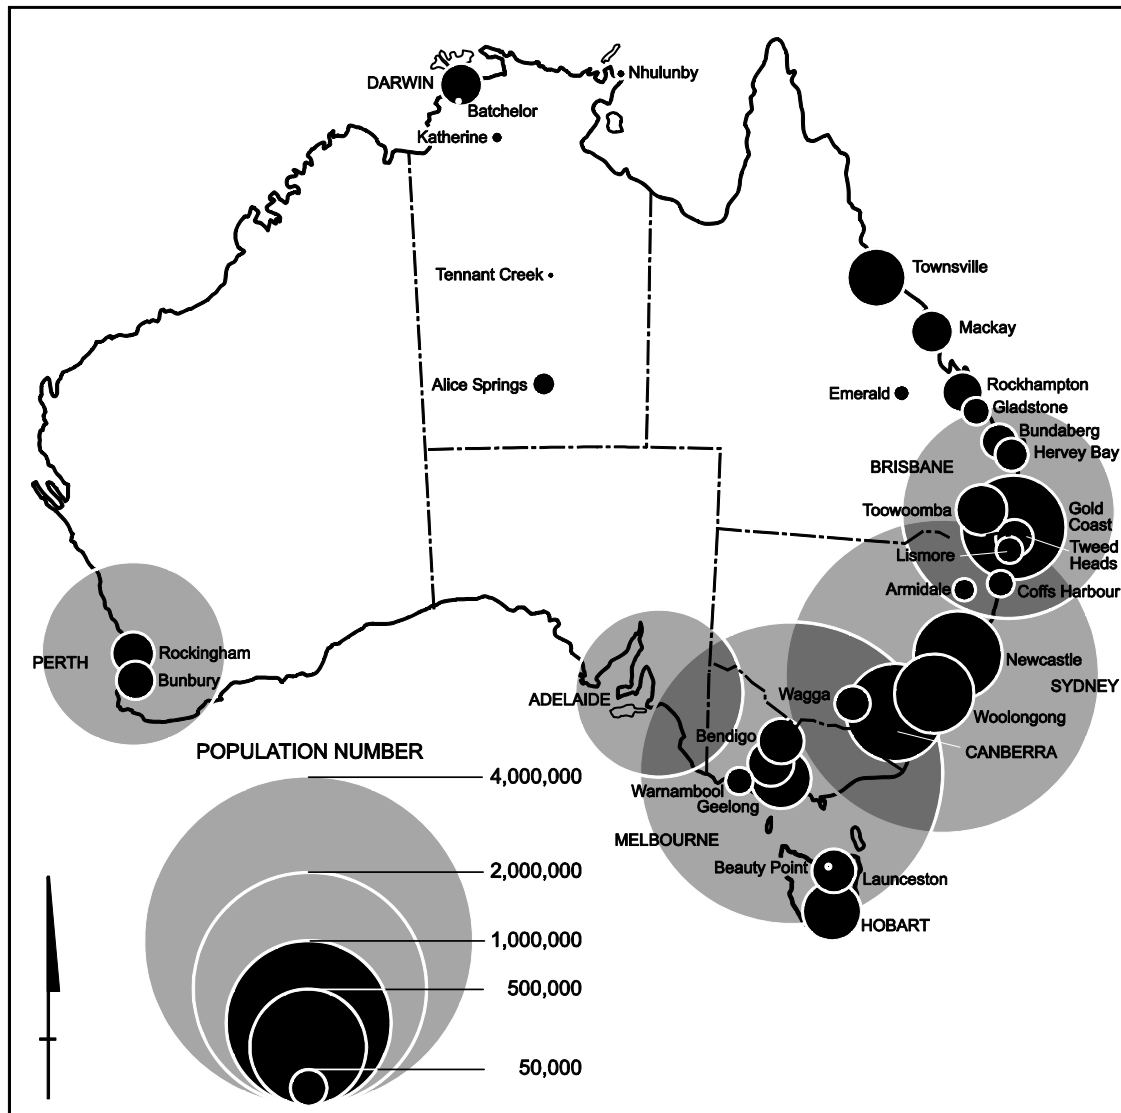 DARWIN
Nhulunby
Batchelor
Katherine
Tennant Creek
Townsville
Mackay
Alice Springs
Emerald
Rockhampton
Gladstone
Bundaberg
Hervey Bay
BRISBANE
Toowoomba
Gold
Coast
Tweed
Heads
Lismore
Armidale
Coffs Harbour
PERTH
Rockingham
Bunbury
ADELAIDE
Newcastle
SYDNEY
Wagga
Woolongong
Bendigo
CANBERRA
Warnambool
Geelong
MELBOURNE
Beauty Point
Launceston
HOBART
POPULATION NUMBER
4,000,000
2,000,000
1,000,000
500,000
50,000